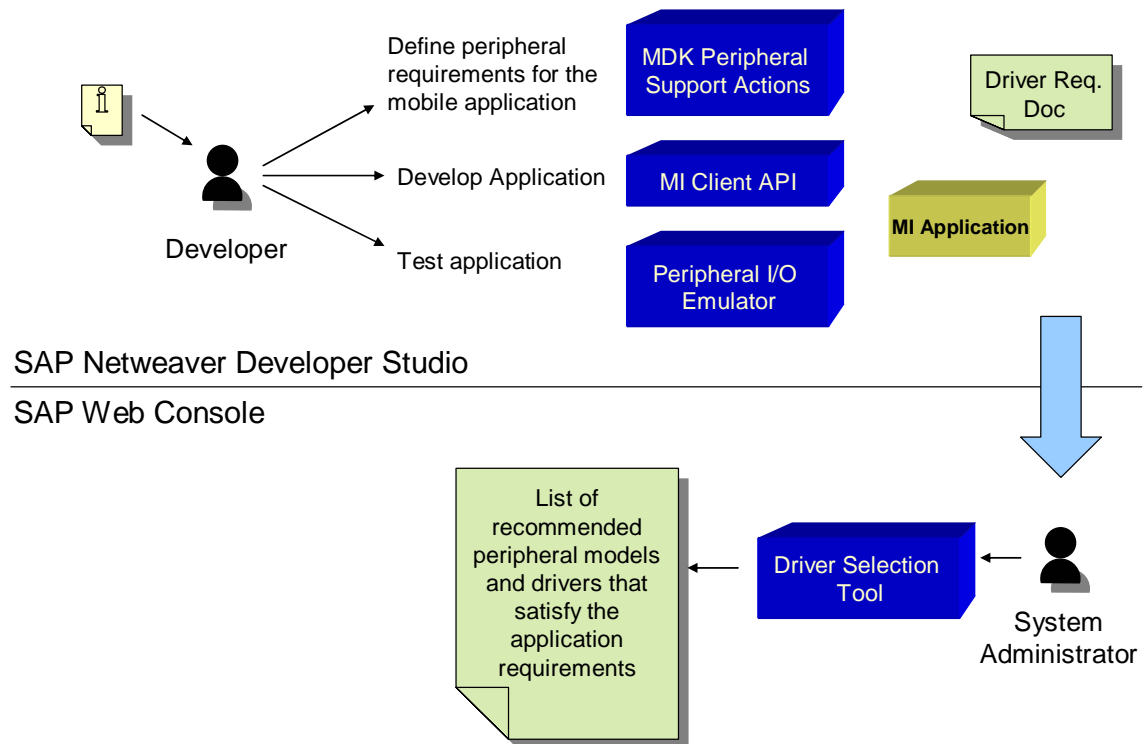 Define peripheral
requirements for the
mobile application
MDK Peripheral
Support Actions
Driver Req.
Doc
i
Develop Application
MI Client API
MI Application
Developer
Test application
Peripheral I/O
Emulator
SAP Netweaver Developer Studio
SAP Web Console
List of
recommended
peripheral models
and drivers that
satisfy the
application
requirements
Driver Selection
Tool
System
Administrator